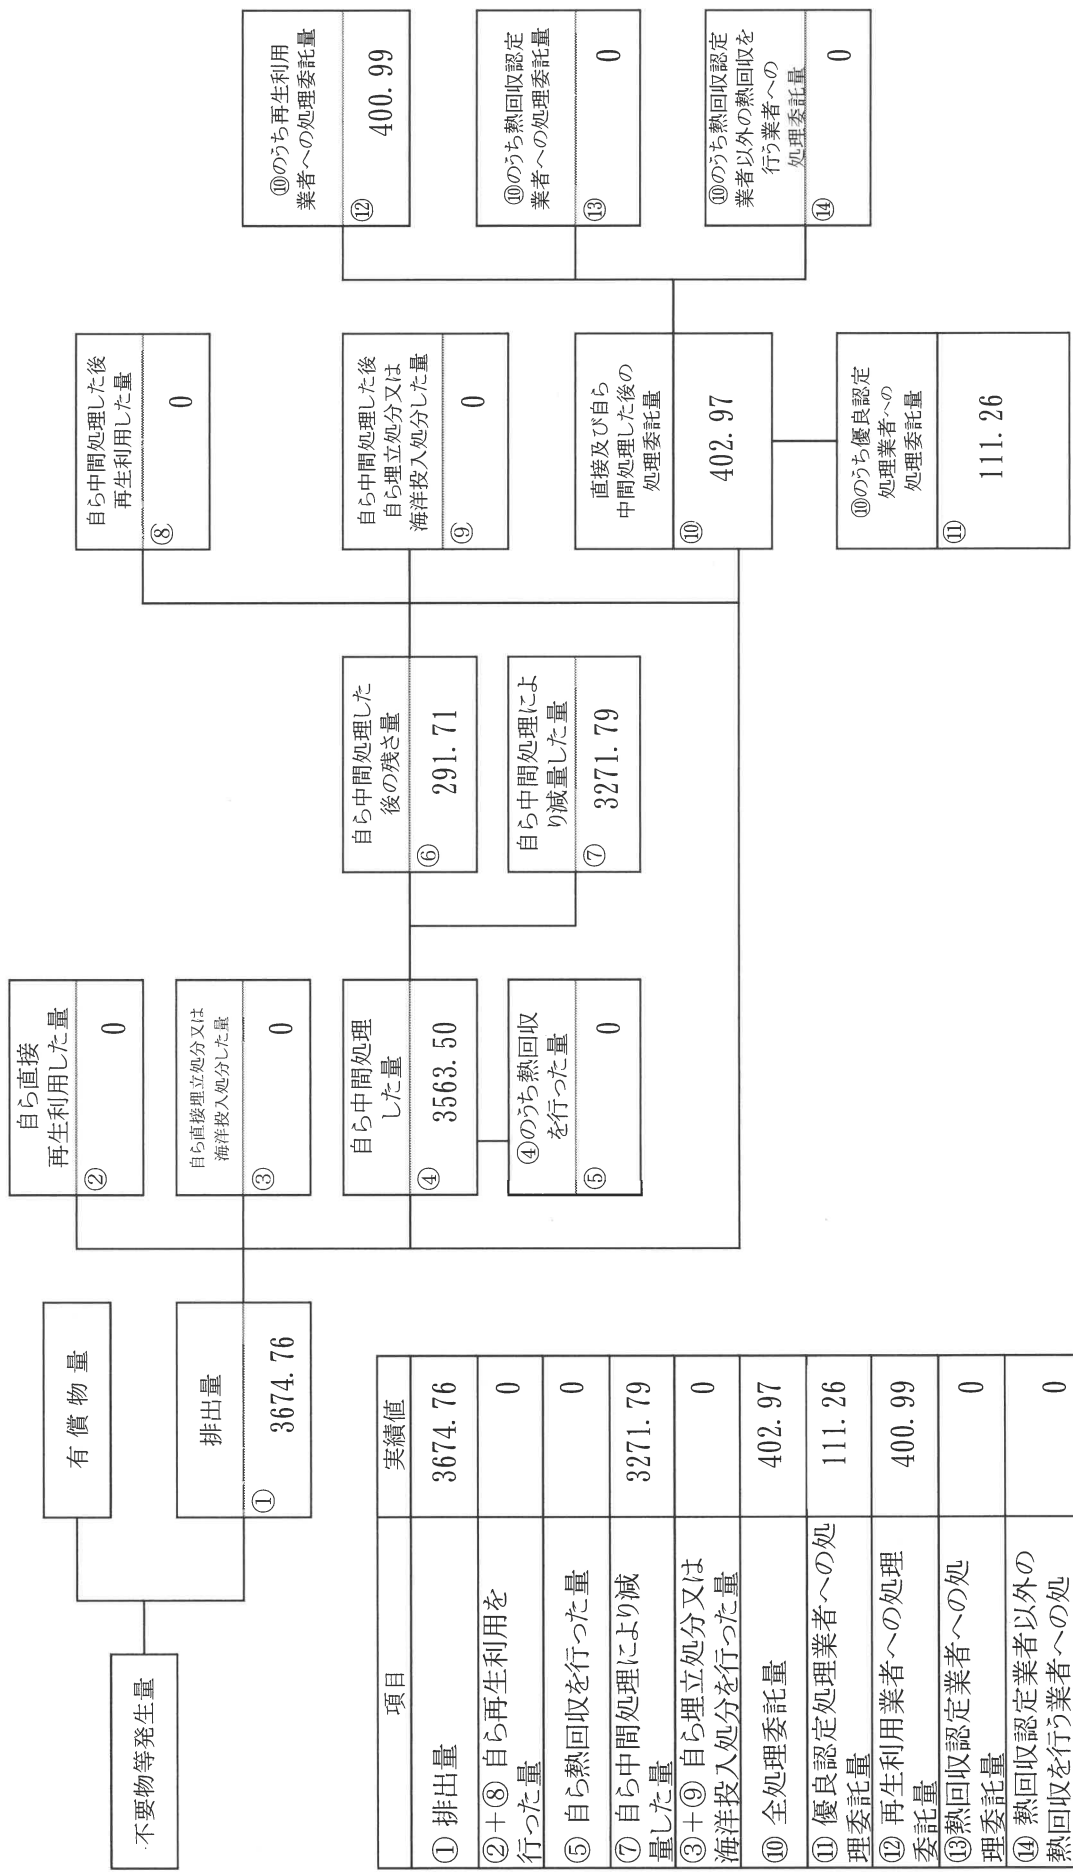 不要物等発生量
有償物量
排出量
① 3674.76
自ら直接
再生利用した量
② 0
自ら直接埋立処分又は
海洋投入処分した量
③ 0
自ら中間処理
した量
④ 3563.50
④のうち熱回収
を行った量
⑤ 0
自ら中間処理した
後の残さ量
⑥ 291.71
自ら中間処理によ
り減量した量
⑦ 3271.79
自ら中間処理した後
再生利用した量
⑧ 0
自ら中間処理した後
自ら埋立処分又は
海洋投入処分した量
⑨ 0
直接及び自ら
中間処理した後の
処理委託量
⑩ 402.97
⑩のうち優良認定
処理業者への
処理委託量
⑪ 111.26
⑩のうち再生利用
業者への処理委託量
⑫ 400.99
⑩のうち熱回収認定
業者への処理委託量
⑬ 0
⑩のうち熱回収認定
業者以外の熱回収を
行う業者への
処理委託量
⑭ 0
項目 実績値
① 排出量 3674.76
②+⑧ 自ら再生利用を
行った量 0
⑤ 自ら熱回収を行った量 0
⑦ 自ら中間処理により減
量した量 3271.79
③+⑨ 自ら埋立処分又は
海洋投入処分を行った量 0
⑩ 全処理委託量 402.97
⑪ 優良認定処理業者への処
理委託量 111.26
⑫ 再生利用業者への処理
委託量 400.99
⑬熱回収認定業者への処
理委託量 0
⑭ 熱回収認定業者以外の
熱回収を行う業者への処 0